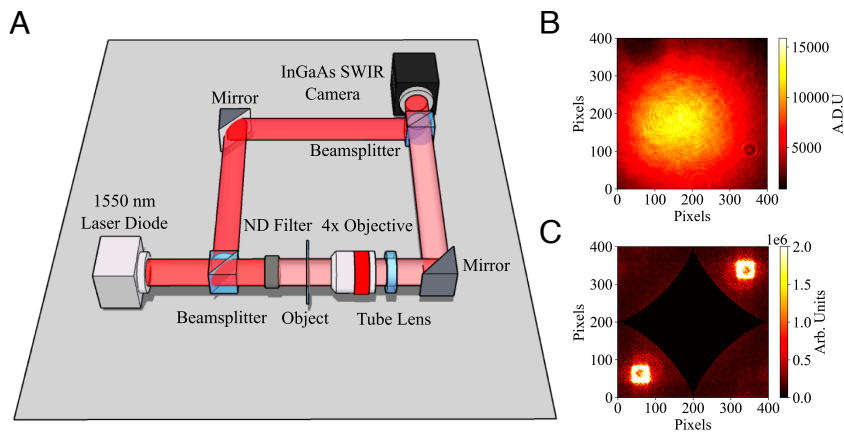 A
InGaAs SWIR
Camera
Mirror
Beamsplitter
1550 nm
Laser Diode
ND Filter
4x Objective
Mirror
Beamsplitter
Object
Tube Lens
B
400
300
200
100
0
Pixels
0 100 200 300 400
Pixels
15000
10000
5000
A.D.U
C
400
300
200
100
0
Pixels
0 100 200 300 400
Pixels
1e6
2.0
1.5
1.0
0.5
0.0
Arb. Units